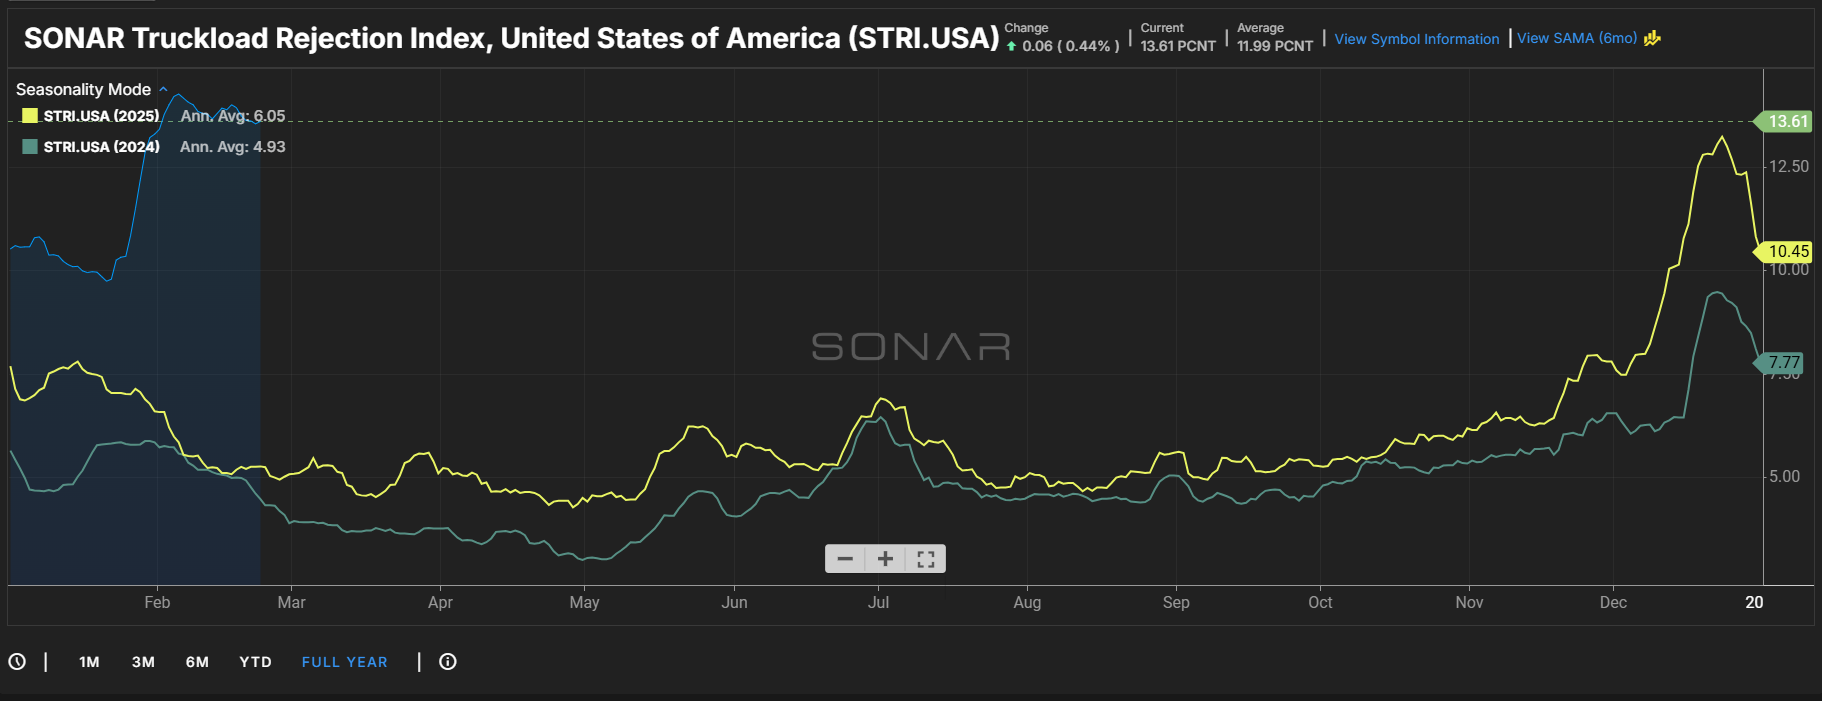 SONAR Truckload Rejection Index, United States of America (STRI.USA)
Change
0.06 ( 0.44% )
Current
13.61 PCNT
Average
11.99 PCNT
View Symbol Information
View SAMA (6mo)
Seasonality Mode
STRI.USA (2025) Ann. Avg: 6.05
STRI.USA (2024) Ann. Avg: 4.93
13.61
12.50
10.45
10.00
7.77
7.50
5.00
SONAR
Feb Mar Apr May Jun Jul Aug Sep Oct Nov Dec 20
1M 3M 6M YTD FULL YEAR